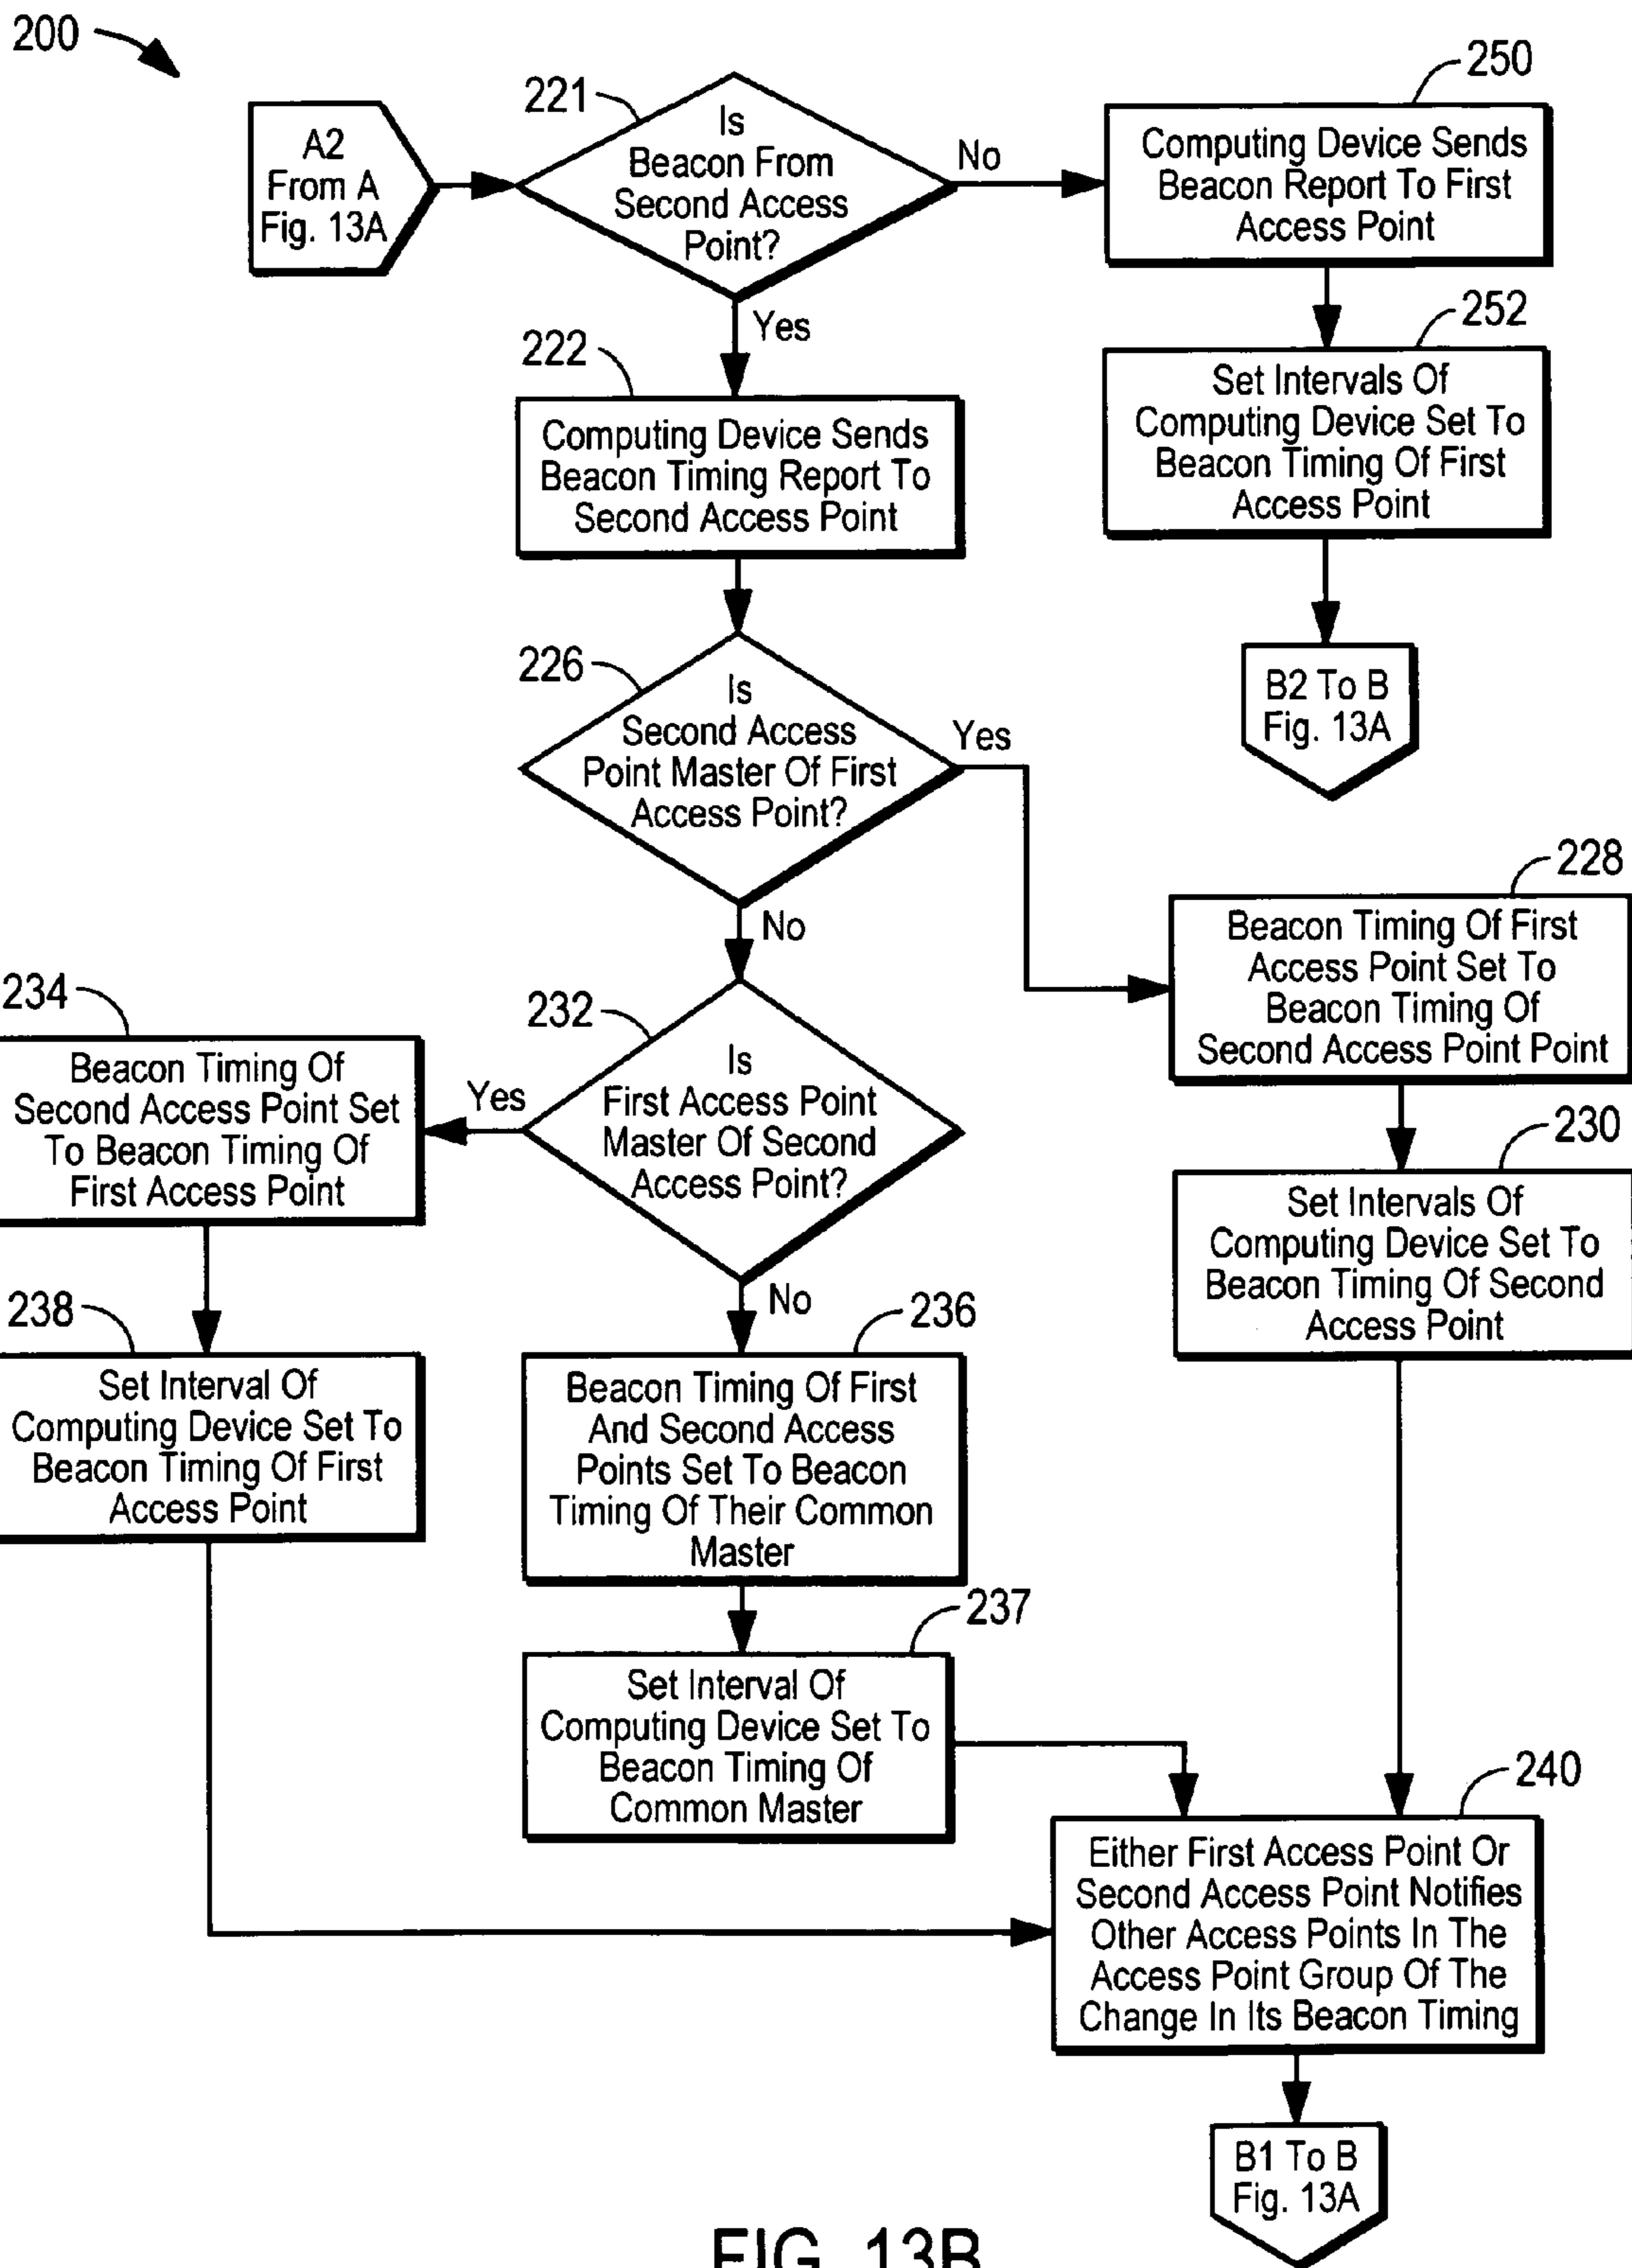 200
A2
From A
Fig. 13A
221
Is
Beacon From
Second Access
Point?
No
Yes
250
Computing Device Sends
Beacon Report To First
Access Point
252
Set Intervals Of
Computing Device Set To
Beacon Timing Of First
Access Point
B2 To B
Fig. 13A
222
Computing Device Sends
Beacon Timing Report To
Second Access Point
226
Is
Second Access
Point Master Of First
Access Point?
Yes
No
228
Beacon Timing Of First
Access Point Set To
Beacon Timing Of
Second Access Point Point
230
Set Intervals Of
Computing Device Set To
Beacon Timing Of Second
Access Point
232
Is
First Access Point
Master Of Second
Access Point?
Yes
No
234
Beacon Timing Of
Second Access Point Set
To Beacon Timing Of
First Access Point
238
Set Interval Of
Computing Device Set To
Beacon Timing Of First
Access Point
236
Beacon Timing Of First
And Second Access
Points Set To Beacon
Timing Of Their Common
Master
237
Set Interval Of
Computing Device Set To
Beacon Timing Of
Common Master
240
Either First Access Point Or
Second Access Point Notifies
Other Access Points In The
Access Point Group Of The
Change In Its Beacon Timing
B1 To B
Fig. 13A
FIG. 13B